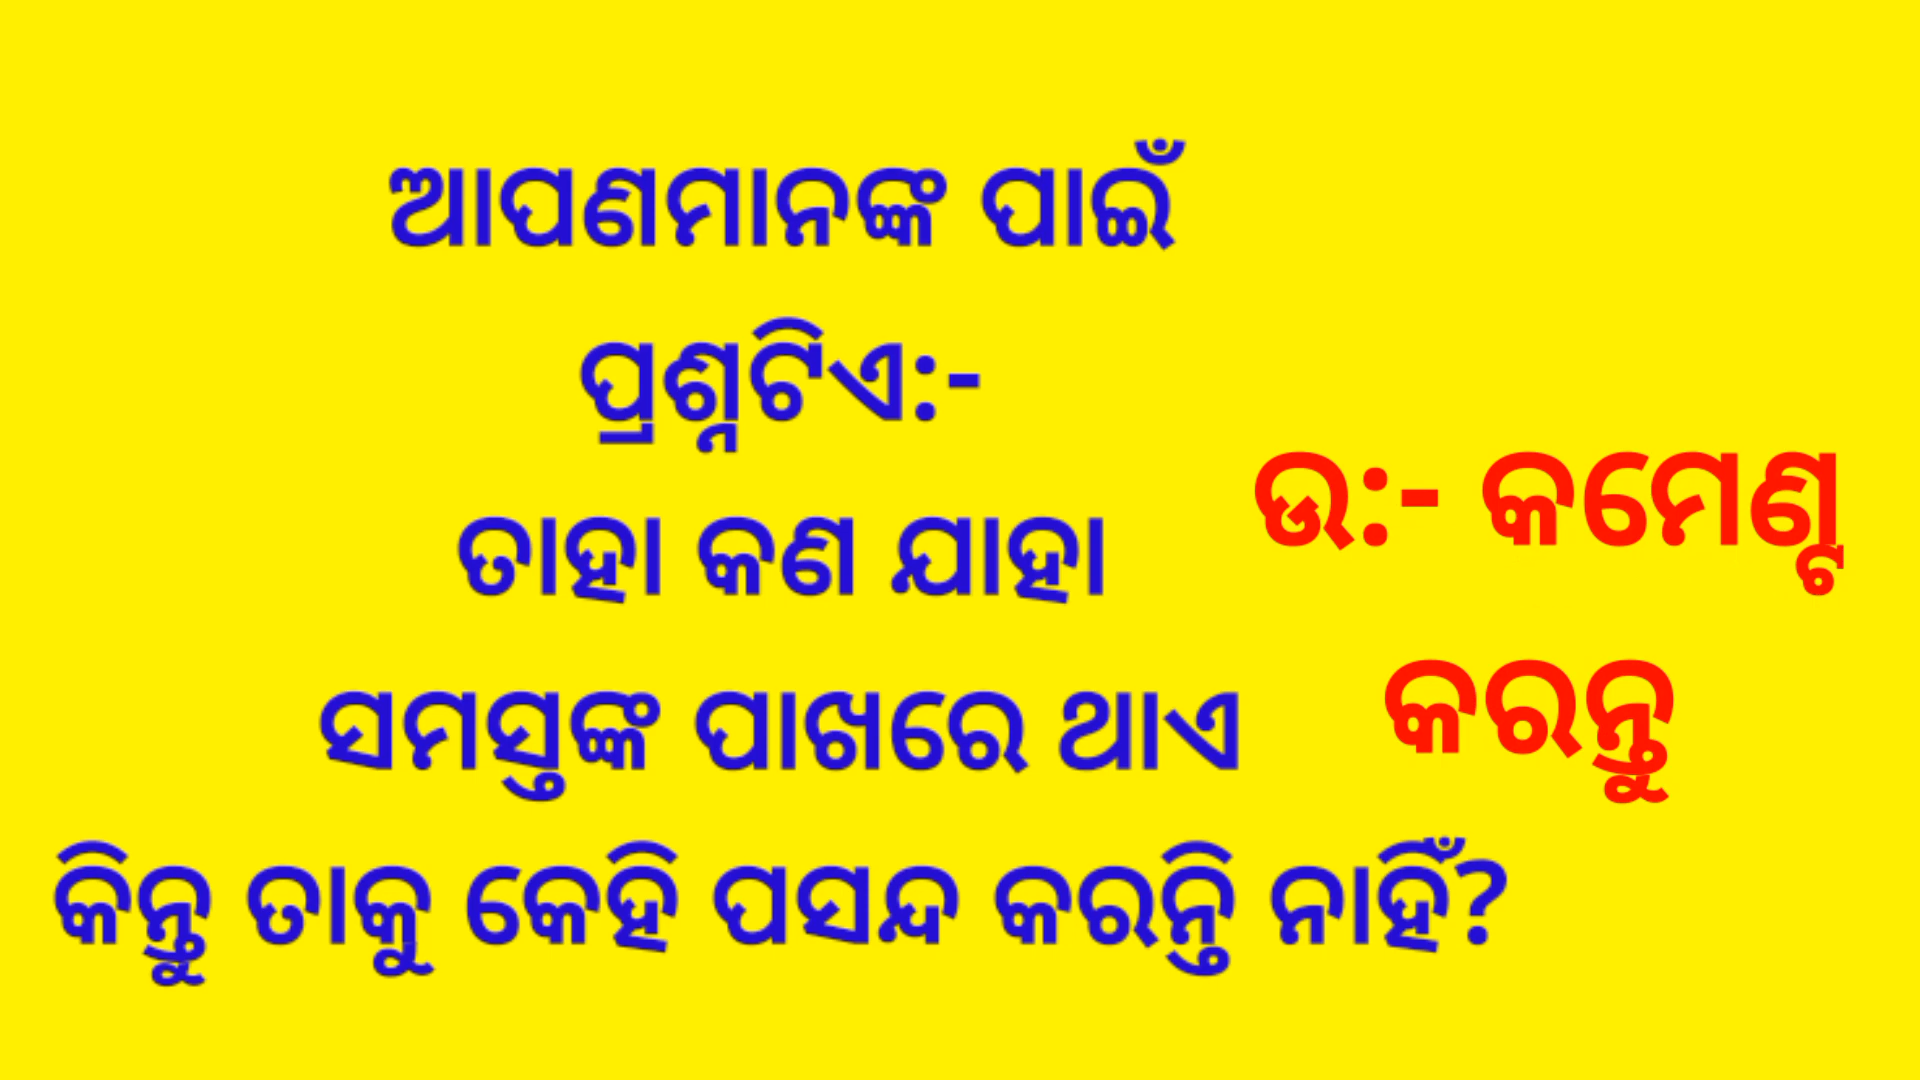 ଆପଣମାନଙ୍କ ପାଇଁ
ପ୍ରଶ୍ନଟିଏ:-
ତାହା କଣ ଯାହା
ସମସ୍ତଙ୍କ ପାଖରେ ଥାଏ
କିନ୍ତୁ ତାକୁ କେହି ପସନ୍ଦ କରନ୍ତି ନାହିଁ?
ଉ:- କମେଣ୍ଟ
କରନ୍ତୁ